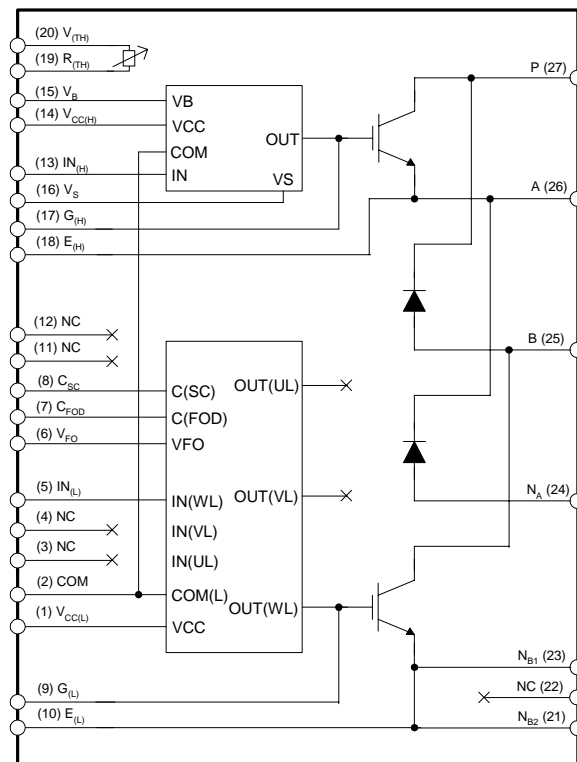 (20) V(TH)
(19) R(TH)
(15) VB
(14) VCC(H)
(13) IN(H)
(16) VS
(17) G(H)
(18) E(H)
VB
VCC
COM
IN
OUT
VS
P (27)
A (26)
B (25)
NA (24)
(12) NC
(11) NC
(8) CSC
(7) CFOD
(6) VFO
(5) IN(L)
(4) NC
(3) NC
(2) COM
(1) VCC(L)
(9) G(L)
(10) E(L)
C(SC)
C(FOD)
VFO
IN(WL)
IN(VL)
IN(UL)
COM(L)
VCC
OUT(UL)
OUT(VL)
OUT(WL)
NB1 (23)
NC (22)
NB2 (21)